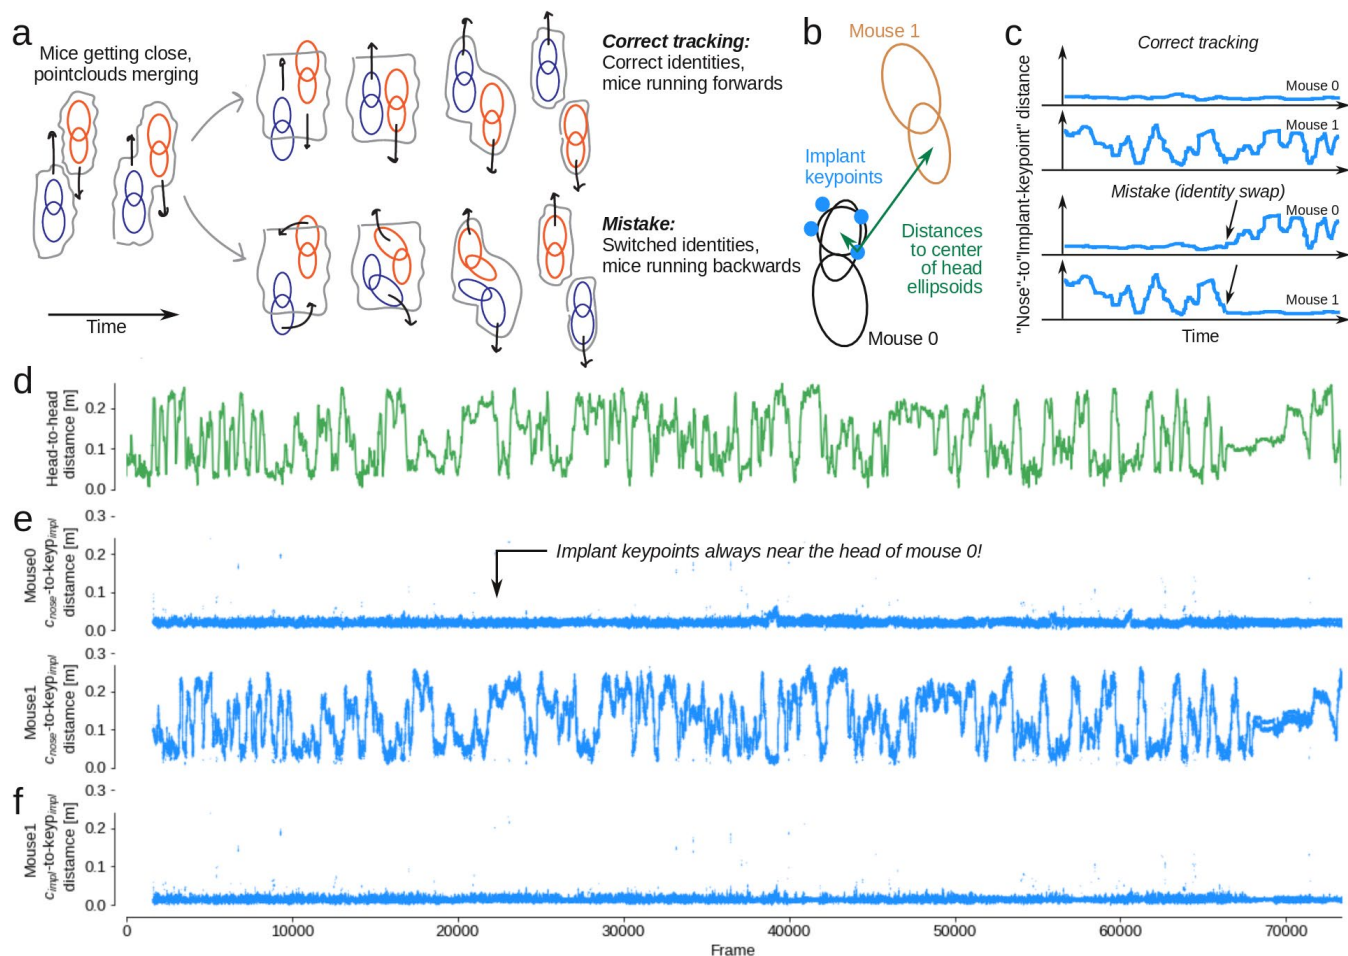 a
Mice getting close,
pointclouds merging
Time
Correct tracking:
Correct identities,
mice running forwards
Mistake:
Switched identities,
mice running backwards
b
Mouse 1
Implant
keypoints
Distances
to center
of head
ellipsoids
Mouse 0
c
"Nose"-to"Implant-keypoint" distance
Correct tracking
Mouse 0
Mouse 1
Mistake (identity swap)
Mouse 0
Mouse 1
Time
d
Head-to-head
distance [m]
0.2
0.1
0.0
e
Mouse0
c_nose-to-keyp_impl
distamce [m]
0.3
0.2
0.1
0.0
Implant keypoints always near the head of mouse 0!
Mouse1
c_nose-to-keyp_impl
distamce [m]
0.3
0.2
0.1
0.0
f
Mouse1
c_impl-to-keyp_impl
distamce [m]
0.3
0.2
0.1
0.0
0 10000 20000 30000 40000 50000 60000 70000
Frame